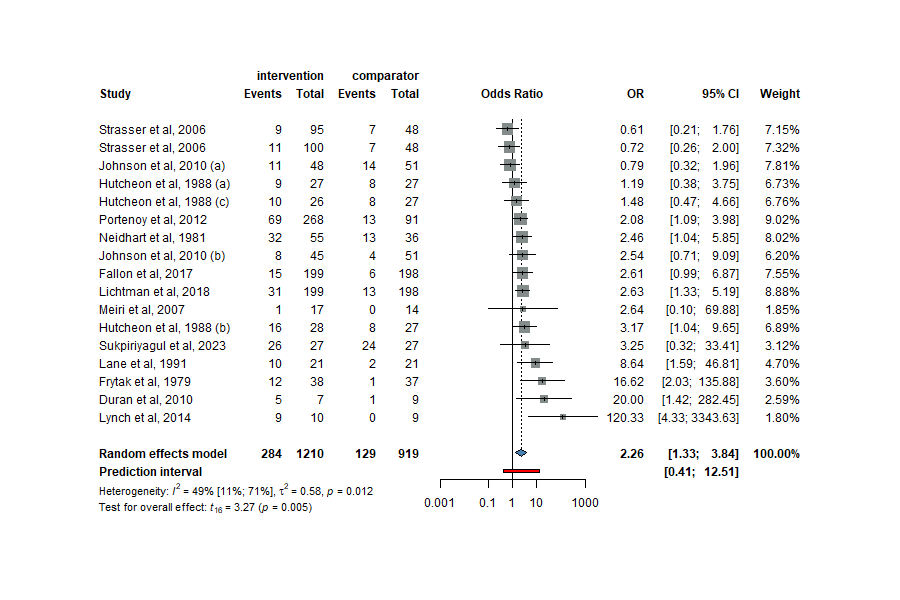 intervention comparator
Study Events Total Events Total Odds Ratio OR 95% CI Weight
Strasser et al, 2006 9 95 7 48 0.61 [0.21; 1.76] 7.15%
Strasser et al, 2006 11 100 7 48 0.72 [0.26; 2.00] 7.32%
Johnson et al, 2010 (a) 11 48 14 51 0.79 [0.32; 1.96] 7.81%
Hutcheon et al, 1988 (a) 9 27 8 27 1.19 [0.38; 3.75] 6.73%
Hutcheon et al, 1988 (c) 10 26 8 27 1.48 [0.47; 4.66] 6.76%
Portenoy et al, 2012 69 268 13 91 2.08 [1.09; 3.98] 9.02%
Neidhart et al, 1981 32 55 13 36 2.46 [1.04; 5.85] 8.02%
Johnson et al, 2010 (b) 8 45 4 51 2.54 [0.71; 9.09] 6.20%
Fallon et al, 2017 15 199 6 198 2.61 [0.99; 6.87] 7.55%
Lichtman et al, 2018 31 199 13 198 2.63 [1.33; 5.19] 8.88%
Meiri et al, 2007 1 17 0 14 2.64 [0.10; 69.88] 1.85%
Hutcheon et al, 1988 (b) 16 28 8 27 3.17 [1.04; 9.65] 6.89%
Sukpiriyagul et al, 2023 26 27 24 27 3.25 [0.32; 33.41] 3.12%
Lane et al, 1991 10 21 2 21 8.64 [1.59; 46.81] 4.70%
Frytak et al, 1979 12 38 1 37 16.62 [2.03; 135.88] 3.60%
Duran et al, 2010 5 7 1 9 20.00 [1.42; 282.45] 2.59%
Lynch et al, 2014 9 10 0 9 120.33 [4.33; 3343.63] 1.80%
Random effects model 284 1210 129 919 2.26 [1.33; 3.84] 100.00%
Prediction interval [0.41; 12.51]
Heterogeneity: I² = 49% [11%; 71%], τ² = 0.58, p = 0.012
0.001 0.1 1 10 1000
Test for overall effect: t₁₆ = 3.27 (p = 0.005)